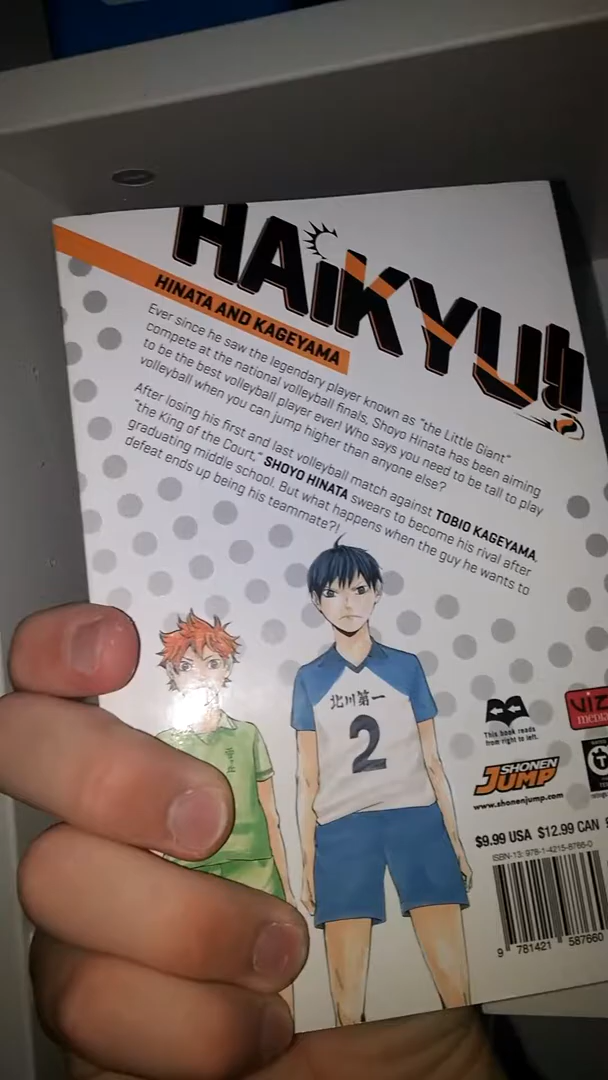 HAIKYU!!
HINATA AND KAGEYAMA
Ever since he saw the legendary player known as "the Little Giant"
compete at the national volleyball finals, Shoyo Hinata has been aiming
to be the best volleyball player ever! Who says you need to be tall to play
volleyball when you can jump higher than anyone else?
After losing his first and last volleyball match against TOBIO KAGEYAMA,
"the King of the Court," SHOYO HINATA swears to become his rival after
graduating middle school. But what happens when the guy he wants to
defeat ends up being his teammate?!
北川第一
2
This book reads
from right to left.
VIZ
media
SHONEN
JUMP
www.shonenjump.com
T
$9.99 USA $12.99 CAN
ISBN-13: 978-1-4215-8766-0
9 781421 587660